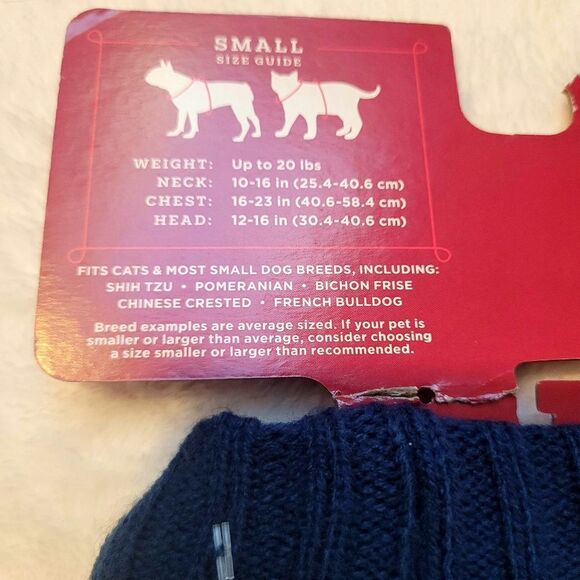 SMALL
SIZE GUIDE
WEIGHT: Up to 20 lbs
NECK: 10-16 in (25.4-40.6 cm)
CHEST: 16-23 in (40.6-58.4 cm)
HEAD: 12-16 in (30.4-40.6 cm)
FITS CATS & MOST SMALL DOG BREEDS, INCLUDING:
SHIH TZU • POMERANIAN • BICHON FRISE
CHINESE CRESTED • FRENCH BULLDOG
Breed examples are average sized. If your pet is
smaller or larger than average, consider choosing
a size smaller or larger than recommended.